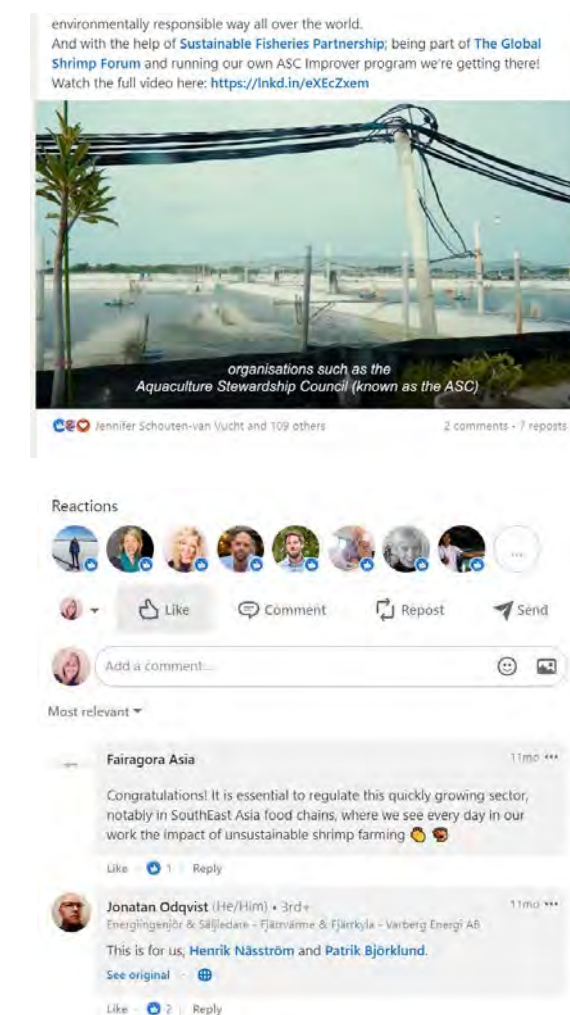 environmentally responsible way all over the world.
And with the help of Sustainable Fisheries Partnership; being part of The Global
Shrimp Forum and running our own ASC Improver program we're getting there!
Watch the full video here: https://lnkd.in/eXEcZxem
organisations such as the
Aquaculture Stewardship Council (known as the ASC)
Jennifer Schouten-van Vucht and 109 others
2 comments • 7 reposts
Reactions
Like
Comment
Repost
Send
Add a comment...
Most relevant
Fairagora Asia
11mo
Congratulations! It is essential to regulate this quickly growing sector,
notably in SouthEast Asia food chains, where we see every day in our
work the impact of unsustainable shrimp farming 👏 🦐
Like 1 | Reply
Jonatan Odqvist (He/Him) • 3rd+
11mo
Energiingenjör & Säljledare - Fjärrvärme & Fjärrkyla - Varberg Energi AB
This is for us, Henrik Näsström and Patrik Björklund.
See original
Like 2 | Reply